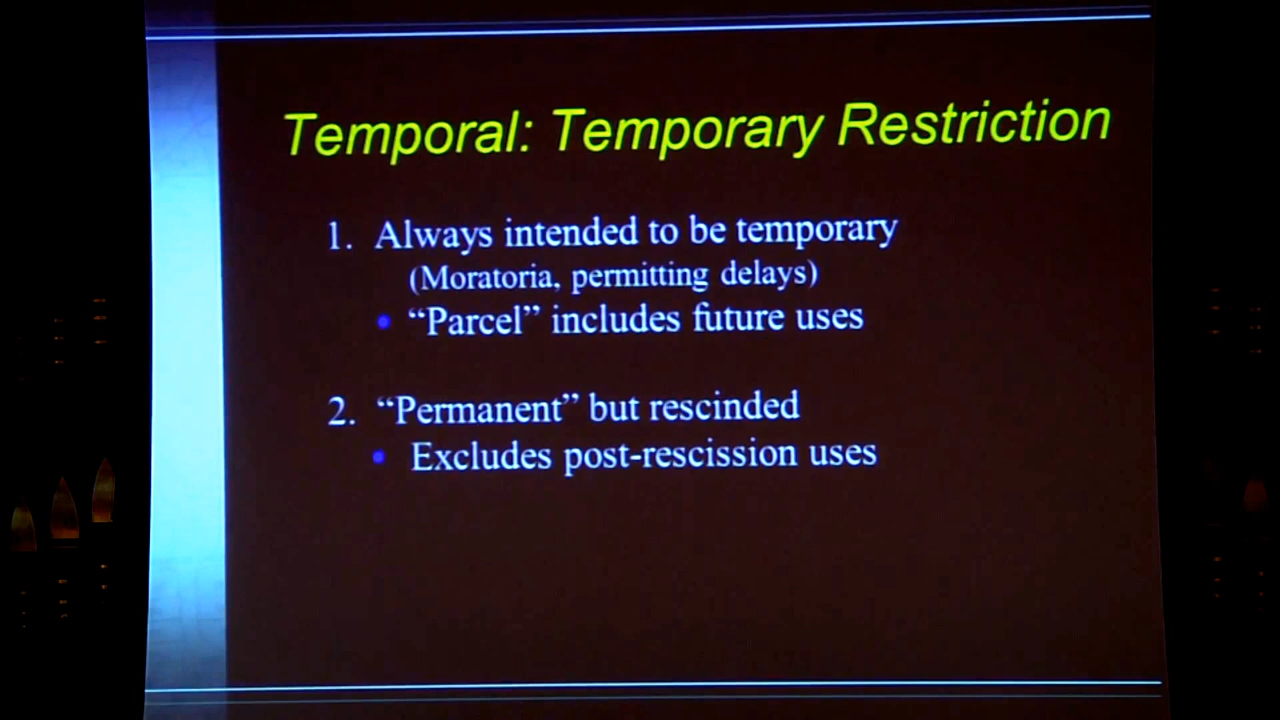 Temporal: Temporary Restriction
1. Always intended to be temporary
(Moratoria, permitting delays)
• “Parcel” includes future uses
2. “Permanent” but rescinded
• Excludes post-rescission uses